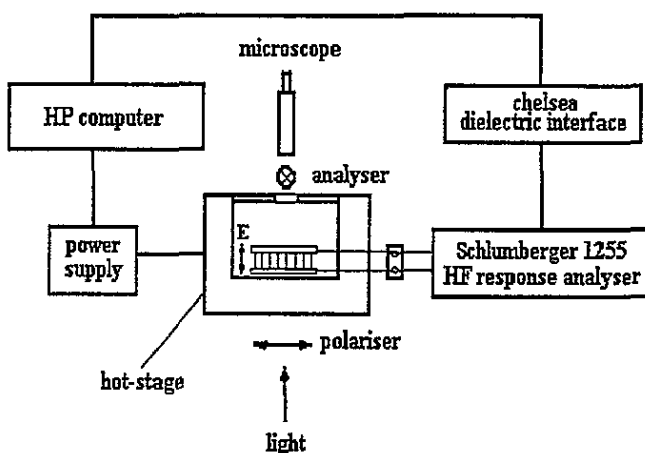 microscope
HP computer
chelsea
dielectric interface
analyser
E
power
supply
Schlumberger 1255
HF response analyser
polariser
hot-stage
light